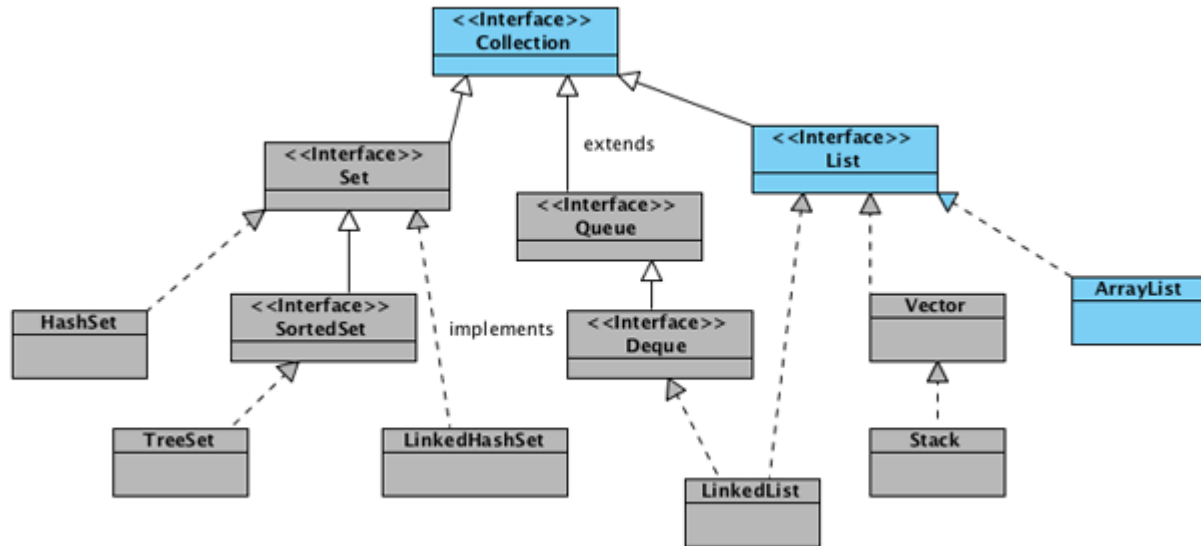 <<Interface>>
Collection
<<Interface>>
List
<<Interface>>
Set
extends
<<Interface>>
Queue
<<Interface>>
SortedSet
HashSet
implements
<<Interface>>
Deque
Vector
ArrayList
TreeSet
LinkedHashSet
Stack
LinkedList